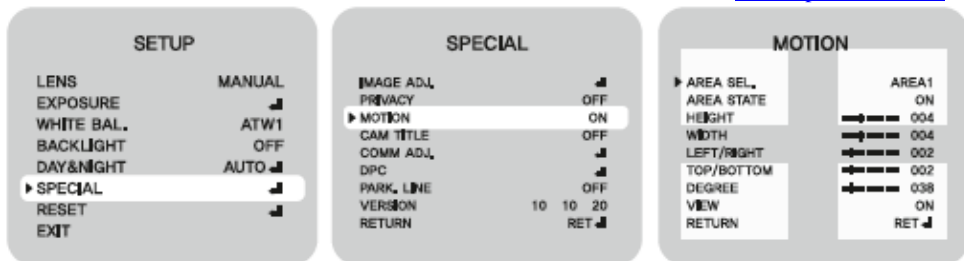 SETUP
LENS MANUAL
EXPOSURE
WHITE BAL. ATW1
BACKLIGHT OFF
DAY&NIGHT AUTO
SPECIAL
RESET
EXIT
SPECIAL
IMAGE ADJ.
PRIVACY OFF
MOTION ON
CAM TITLE OFF
COMM ADJ.
DPC
PARK. LINE OFF
VERSION 10 10 20
RETURN RET
MOTION
AREA SEL. AREA1
AREA STATE ON
HEIGHT 004
WIDTH 004
LEFT/RIGHT 002
TOP/BOTTOM 002
DEGREE 038
VIEW ON
RETURN RET